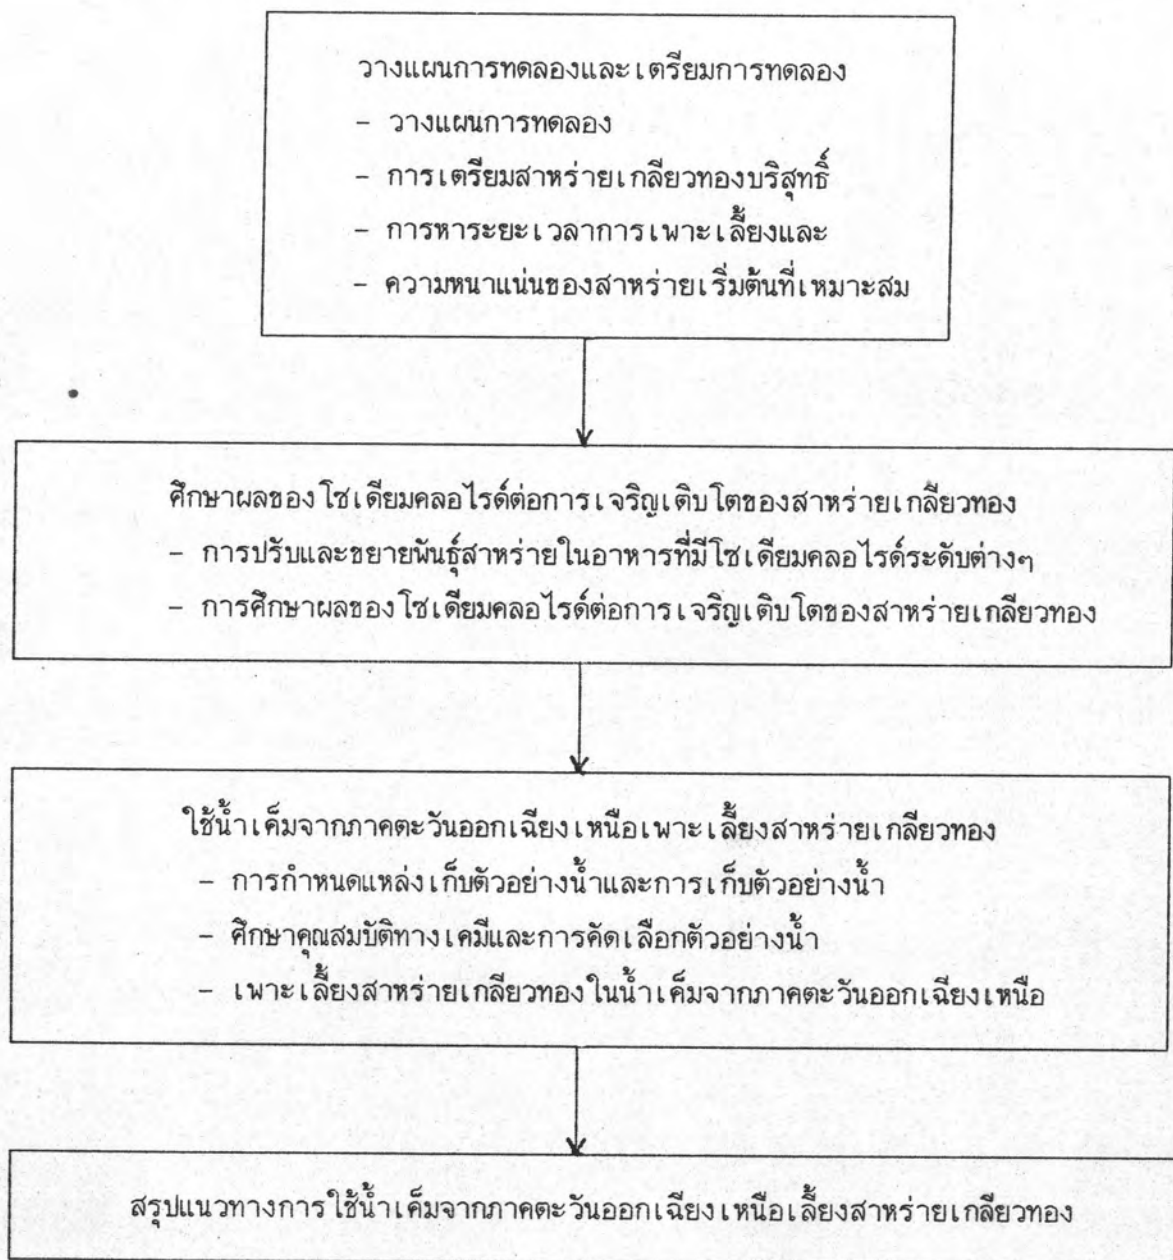 วางแผนการทดลองและเตรียมการทดลอง
- วางแผนการทดลอง
- การเตรียมสาหร่ายเกลียวทองบริสุทธิ์
- การหาระยะเวลาการเพาะเลี้ยงและ
- ความหนาแน่นของสาหร่ายเริ่มต้นที่เหมาะสม
ศึกษาผลของโซเดียมคลอไรด์ต่อการเจริญเติบโตของสาหร่ายเกลียวทอง
- การปรับและขยายพันธุ์สาหร่ายในอาหารที่มีโซเดียมคลอไรด์ระดับต่างๆ
- การศึกษาผลของโซเดียมคลอไรด์ต่อการเจริญเติบโตของสาหร่ายเกลียวทอง
ใช้น้ำเค็มจากภาคตะวันออกเฉียงเหนือเพาะเลี้ยงสาหร่ายเกลียวทอง
- การกำหนดแหล่งเก็บตัวอย่างน้ำและการเก็บตัวอย่างน้ำ
- ศึกษาคุณสมบัติทางเคมีและการคัดเลือกตัวอย่างน้ำ
- เพาะเลี้ยงสาหร่ายเกลียวทองในน้ำเค็มจากภาคตะวันออกเฉียงเหนือ
สรุปแนวทางการใช้น้ำเค็มจากภาคตะวันออกเฉียงเหนือเลี้ยงสาหร่ายเกลียวทอง